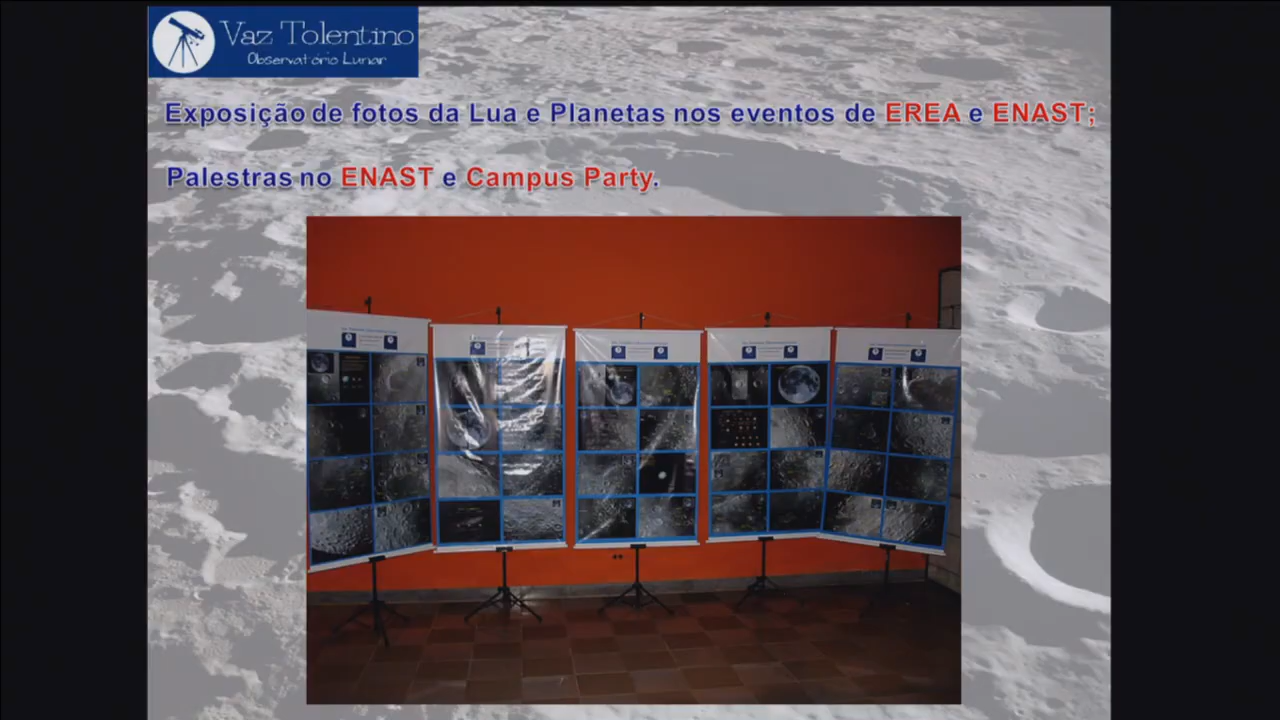 Vaz Tolentino
Observatório Lunar
Exposição de fotos da Lua e Planetas nos eventos de EREA e ENAST;
Palestras no ENAST e Campus Party.